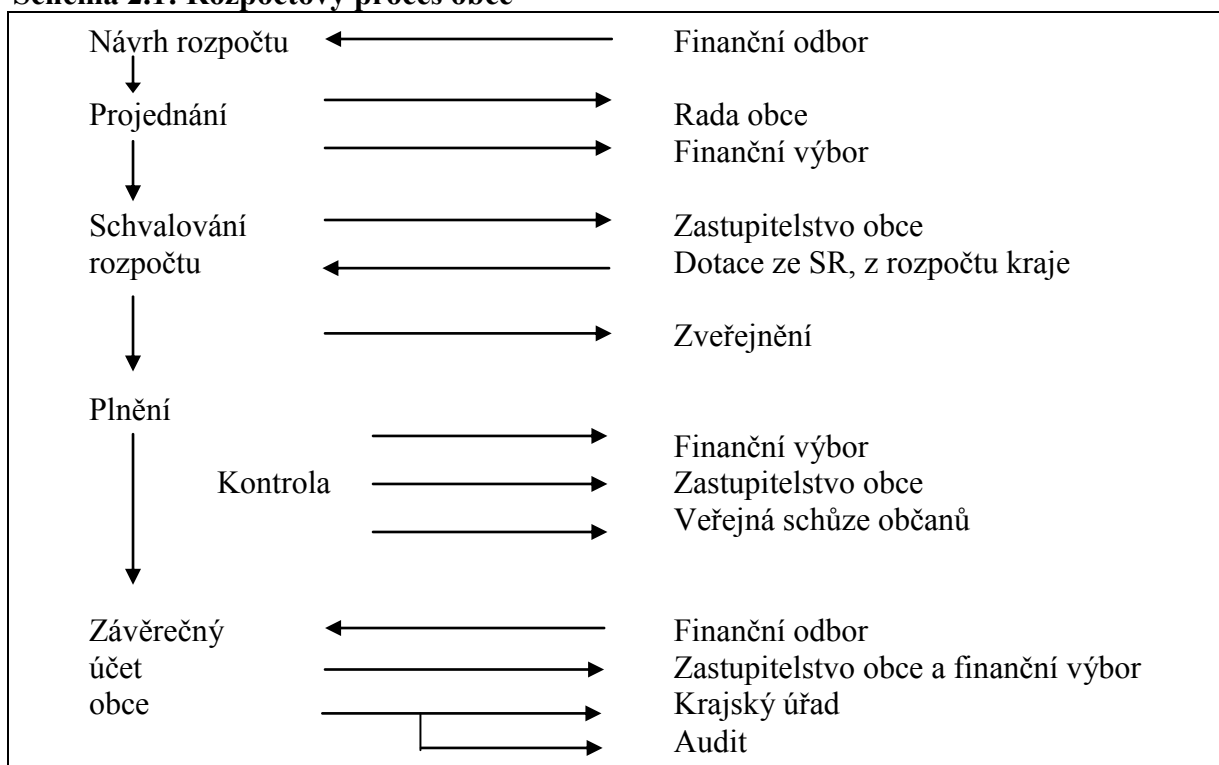 Schéma 2.1: Rozpočtový proces obce
Návrh rozpočtu Finanční odbor
Projednání Rada obce
Finanční výbor
Schvalování Zastupitelstvo obce
rozpočtu Dotace ze SR, z rozpočtu kraje
Zveřejnění
Plnění
Finanční výbor
Kontrola Zastupitelstvo obce
Veřejná schůze občanů
Závěrečný Finanční odbor
účet Zastupitelstvo obce a finanční výbor
obce Krajský úřad
Audit